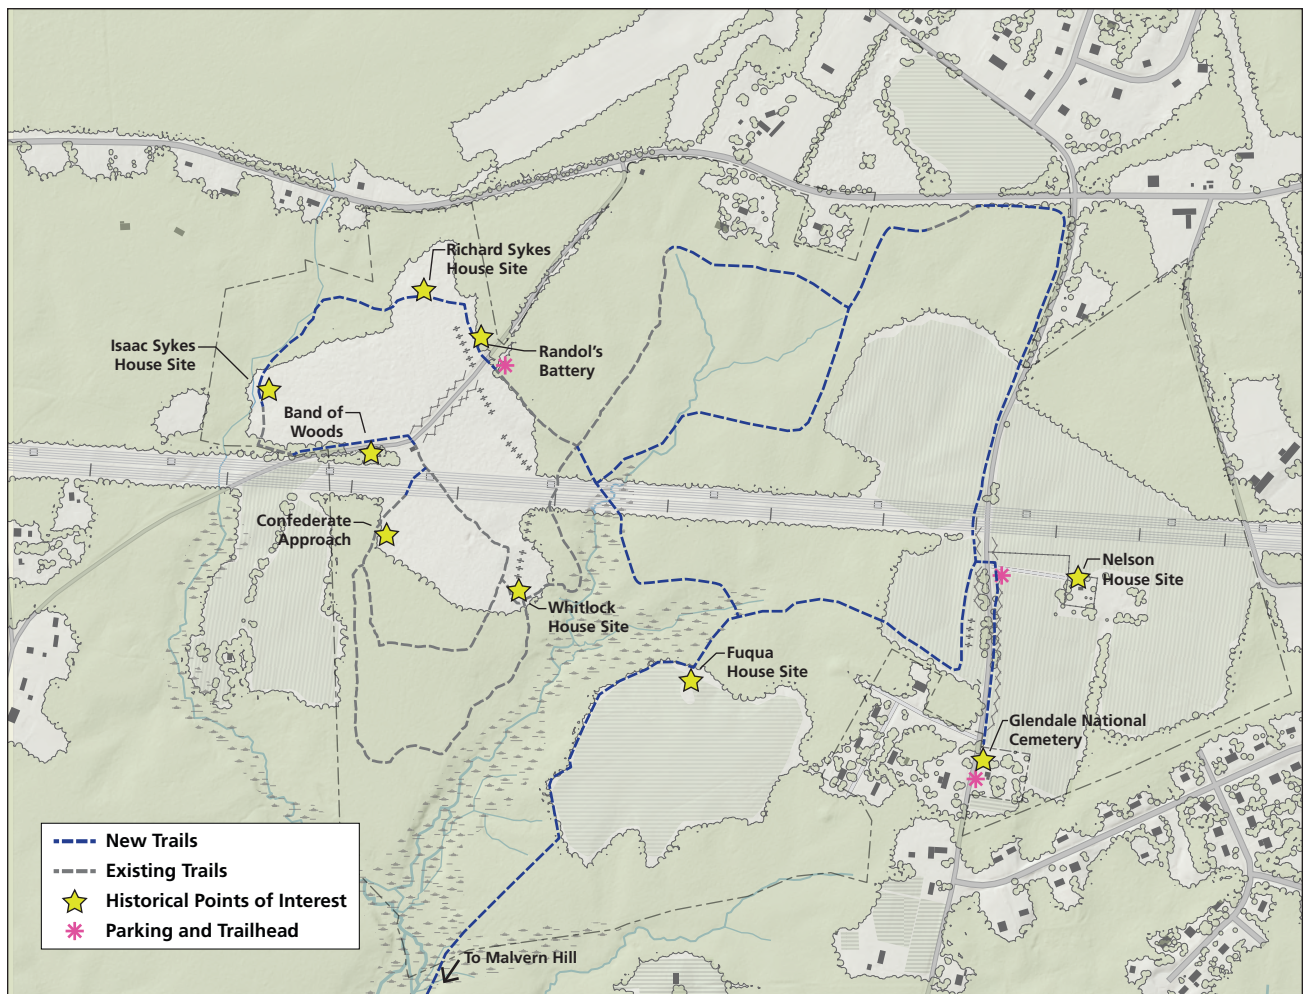 Richard Sykes
House Site
Isaac Sykes
House Site
Randol's
Battery
Band of
Woods
Confederate
Approach
Nelson
House Site
Whitlock
House Site
Fuqua
House Site
Glendale National
Cemetery
New Trails
Existing Trails
Historical Points of Interest
Parking and Trailhead
To Malvern Hill